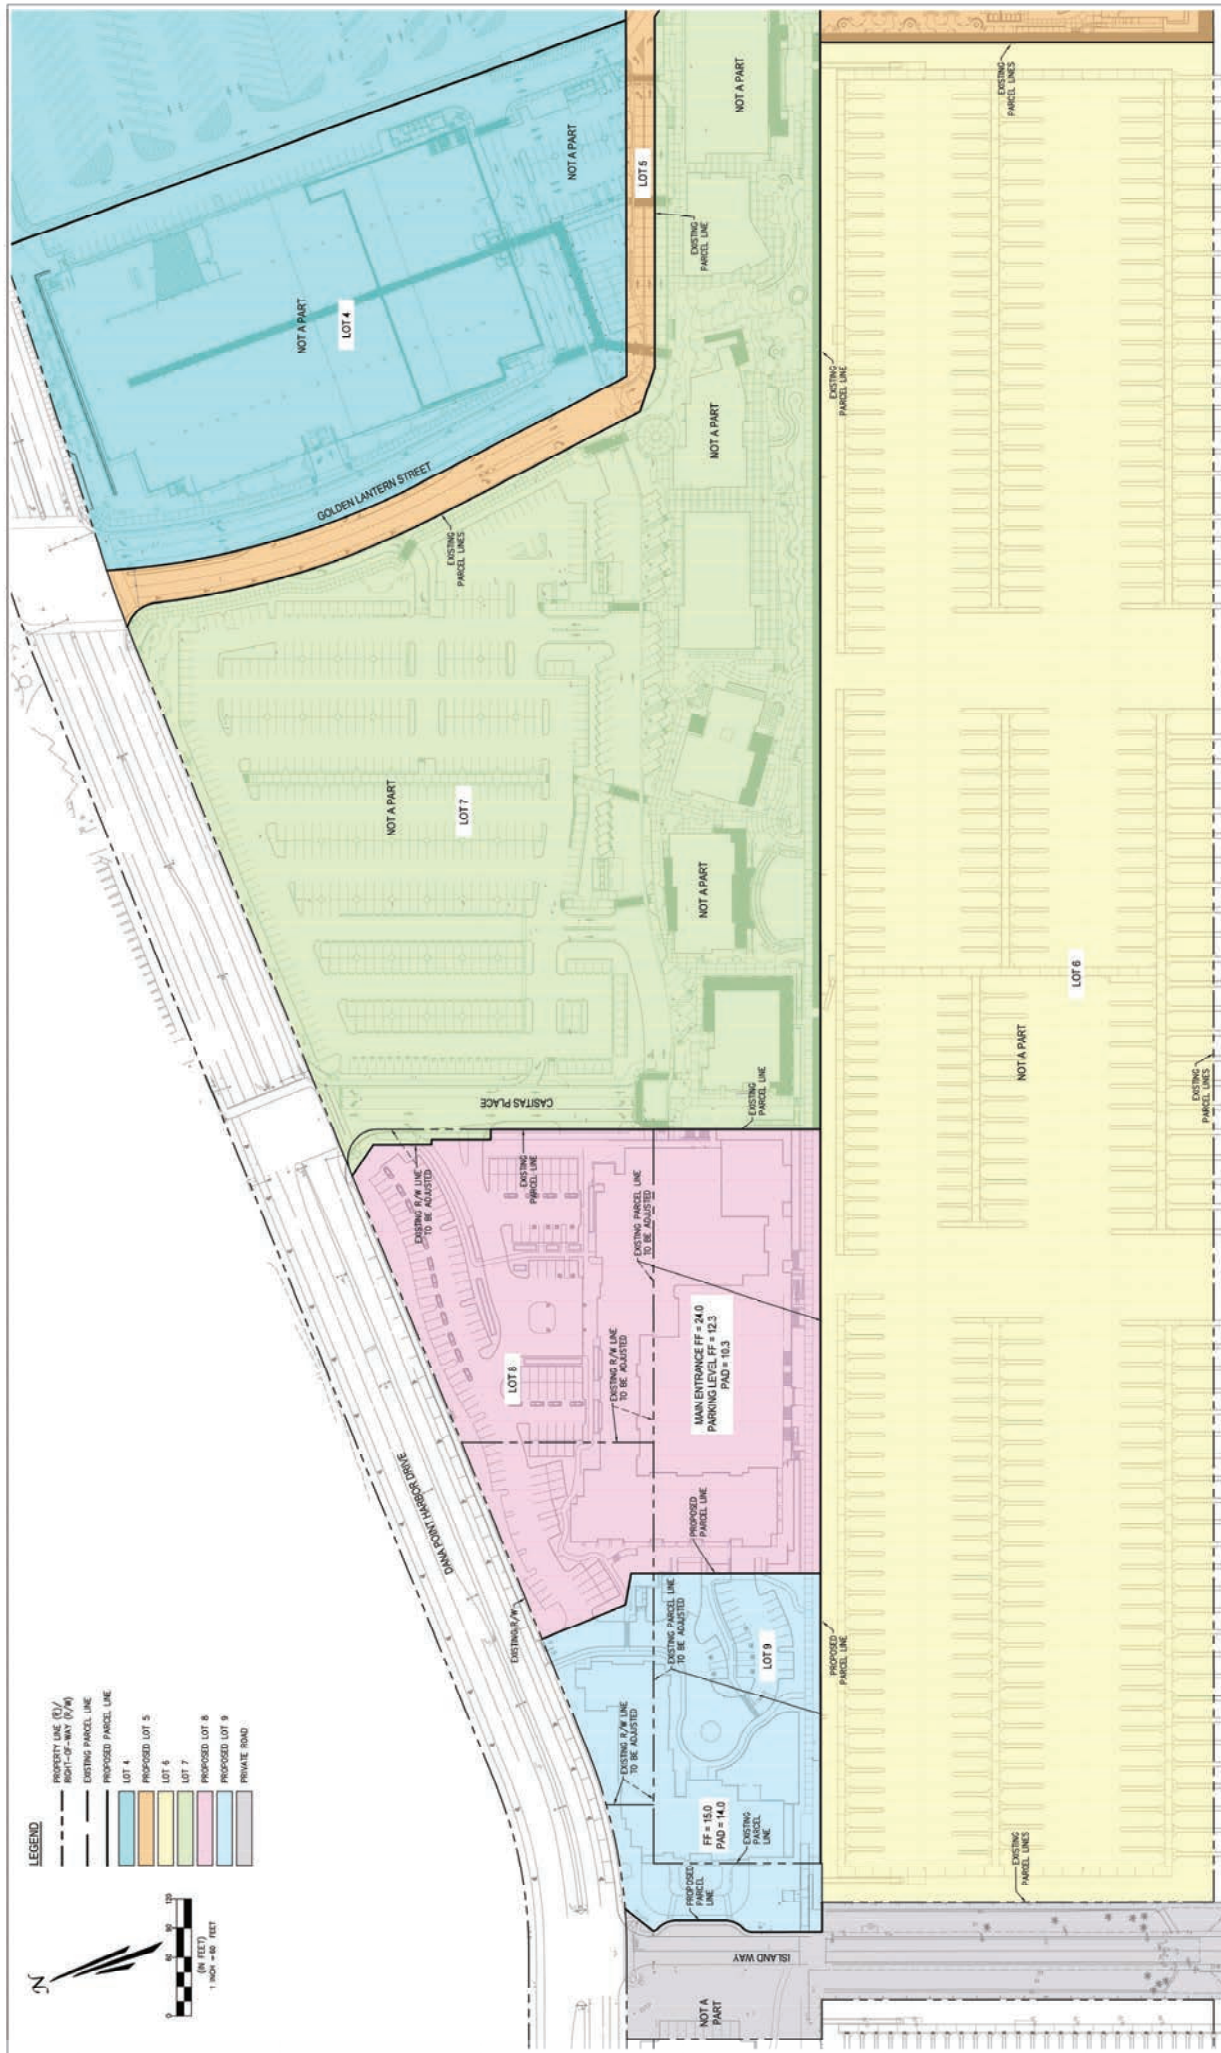 NOT A PART
NOT A PART
LOT 5
EXISTING
PARCEL LINE
EXISTING
PARCEL LINES
NOT A PART
LOT 4
EXISTING
PARCEL LINE
NOT A PART
GOLDEN LANTERN STREET
EXISTING
PARCEL LINES
NOT A PART
LOT 7
NOT A PART
LOT 6
NOT A PART
EXISTING
PARCEL LINES
CASITAS PLACE
EXISTING
PARCEL LINE
EXISTING R/W LINE
TO BE ADJUSTED
EXISTING
PARCEL LINE
EXISTING PARCEL LINE
TO BE ADJUSTED
LOT 8
EXISTING R/W LINE
TO BE ADJUSTED
MAIN ENTRANCE FF = 24.0
PARKING LEVEL FF = 12.3
PAD = 10.3
DANA POINT HARBOR DRIVE
PROPOSED
PARCEL LINE
EXISTING R/W
EXISTING PARCEL LINE
TO BE ADJUSTED
LOT 9
PROPOSED
PARCEL LINE
EXISTING R/W LINE
TO BE ADJUSTED
FF = 15.0
PAD = 14.0
EXISTING
PARCEL LINE
PROPOSED
PARCEL
LINE
EXISTING
PARCEL LINES
ISLAND WAY
NOT A
PART
LEGEND
PROPERTY LINE (PL)/
RIGHT-OF-WAY (R/W)
EXISTING PARCEL LINE
PROPOSED PARCEL LINE
LOT 4
PROPOSED LOT 5
LOT 6
LOT 7
PROPOSED LOT 8
PROPOSED LOT 9
PRIVATE ROAD
N
0 60 90 120
(IN FEET)
1 INCH = 60 FEET